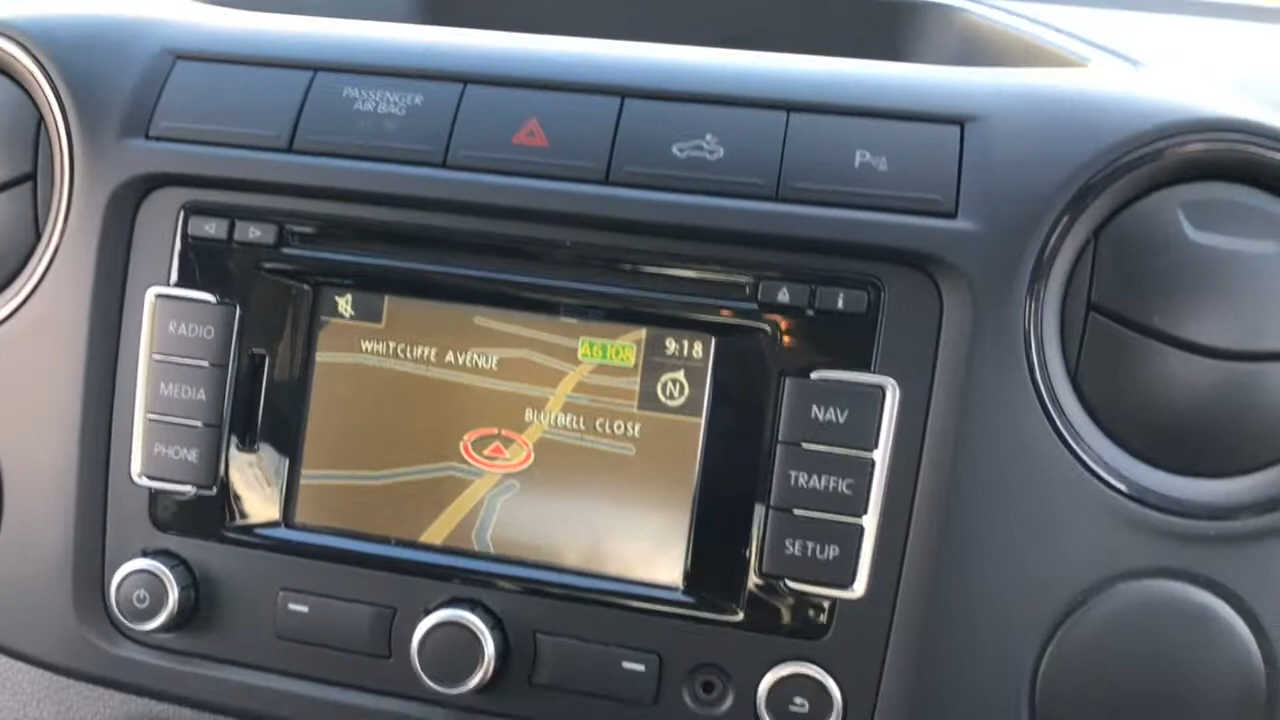 PASSENGER
AIR BAG
P
RADIO
MEDIA
PHONE
WHITCLIFFE AVENUE
A6108
9:18
N
BLUEBELL CLOSE
i
NAV
TRAFFIC
SETUP